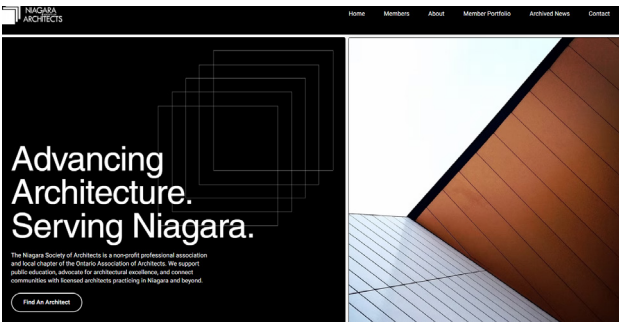 NIAGARA
ARCHITECTS
Home Members About Member Portfolio Archived News Contact
Advancing
Architecture.
Serving Niagara.
The Niagara Society of Architects is a non-profit professional association
and local chapter of the Ontario Association of Architects. We support
public education, advocate for architectural excellence, and connect
communities with licensed architects practicing in Niagara and beyond.
Find An Architect